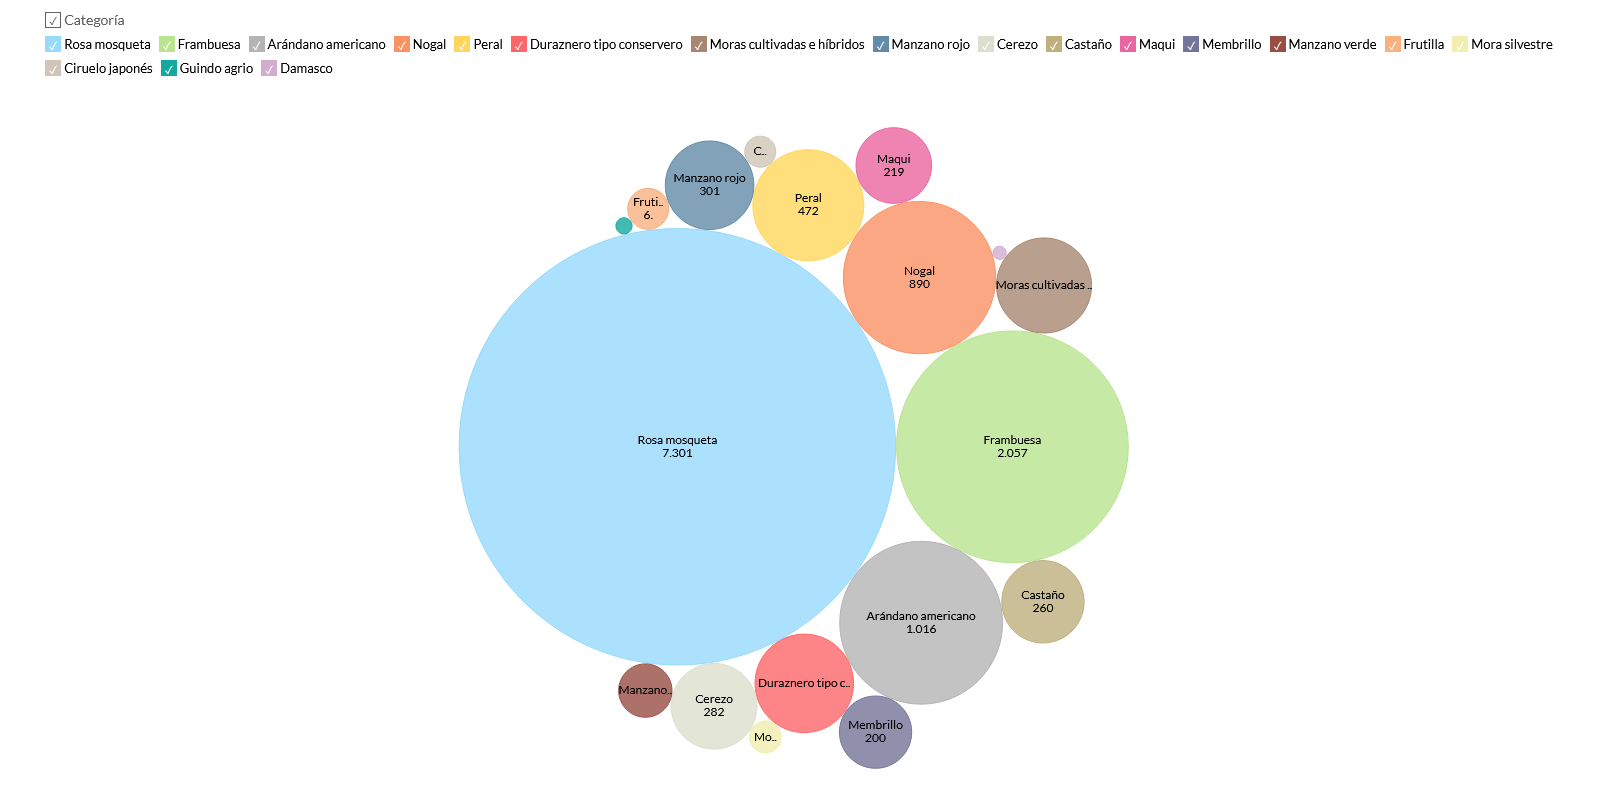 Categoría
Rosa mosqueta Frambuesa Arándano americano Nogal Peral Duraznero tipo conservero Moras cultivadas e híbridos Manzano rojo Cerezo Castaño Maqui Membrillo Manzano verde Frutilla Mora silvestre
Ciruelo japonés Guindo agrio Damasco
C..
Manzano rojo
301
Maqui
219
Peral
472
Fruti..
6.
Nogal
890
Moras cultivadas ..
Rosa mosqueta
7.301
Frambuesa
2.057
Castaño
260
Arándano americano
1.016
Duraznero tipo c..
Manzano..
Cerezo
282
Mo..
Membrillo
200